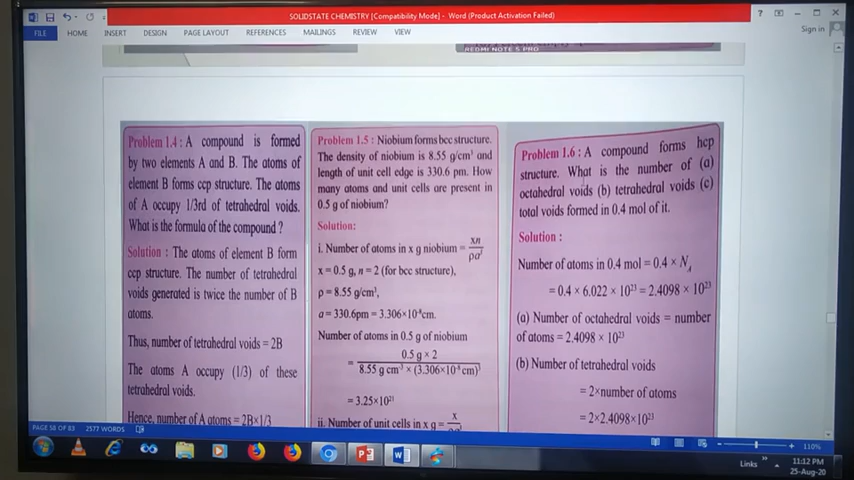 SOLIDSTATE CHEMISTRY [Compatibility Mode] - Word (Product Activation Failed)
Sign in
FILE HOME INSERT DESIGN PAGE LAYOUT REFERENCES MAILINGS REVIEW VIEW
REDMI NOTE 5 PRO
Problem 1.4 : A compound is formed
by two elements A and B. The atoms of
element B forms ccp structure. The atoms
of A occupy 1/3rd of tetrahedral voids.
What is the formula of the compound ?
Solution : The atoms of element B form
ccp structure. The number of tetrahedral
voids generated is twice the number of B
atoms.
Thus, number of tetrahedral voids = 2B
The atoms A occupy (1/3) of these
tetrahedral voids.
Hence, number of A atoms = 2B×1/3
Problem 1.5 : Niobium forms bcc structure.
The density of niobium is 8.55 g/cm³ and
length of unit cell edge is 330.6 pm. How
many atoms and unit cells are present in
0.5 g of niobium?
Solution:
i. Number of atoms in x g niobium = xn / ρa³
x = 0.5 g, n = 2 (for bcc structure),
ρ = 8.55 g/cm³,
a = 330.6pm = 3.306×10⁻⁸cm.
Number of atoms in 0.5 g of niobium
= 0.5 g × 2 / 8.55 g cm⁻³ × (3.306×10⁻⁸ cm)³
= 3.25×10²¹
ii. Number of unit cells in x g = x / ρa³
Problem 1.6 : A compound forms hcp
structure. What is the number of (a)
octahedral voids (b) tetrahedral voids (c)
total voids formed in 0.4 mol of it.
Solution :
Number of atoms in 0.4 mol = 0.4 × N_A
= 0.4 × 6.022 × 10²³ = 2.4098 × 10²³
(a) Number of octahedral voids = number
of atoms = 2.4098 × 10²³
(b) Number of tetrahedral voids
= 2×number of atoms
= 2×2.4098×10²³
PAGE 58 OF 83 2577 WORDS
110%
Links
11:12 PM
25-Aug-20